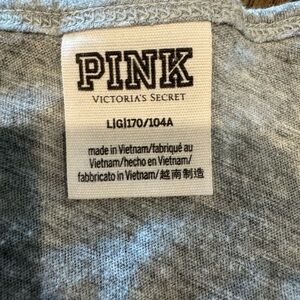 PINK
VICTORIA'S SECRET
L|G|170/104A
made in Vietnam/fabriqué au
Vietnam/hecho en Vietnam/
fabbricato in Vietnam/越南制造